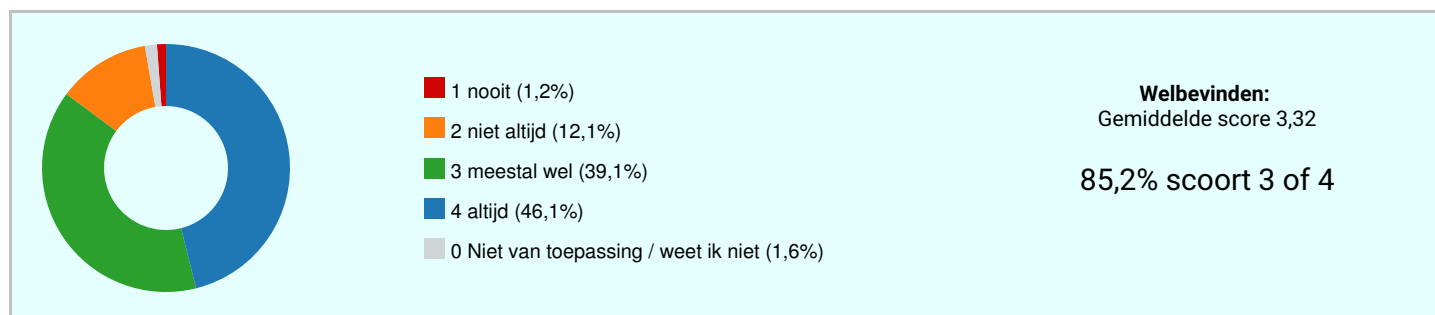 1 nooit (1,2%)
2 niet altijd (12,1%)
3 meestal wel (39,1%)
4 altijd (46,1%)
0 Niet van toepassing / weet ik niet (1,6%)
Welbevinden:
Gemiddelde score 3,32
85,2% scoort 3 of 4